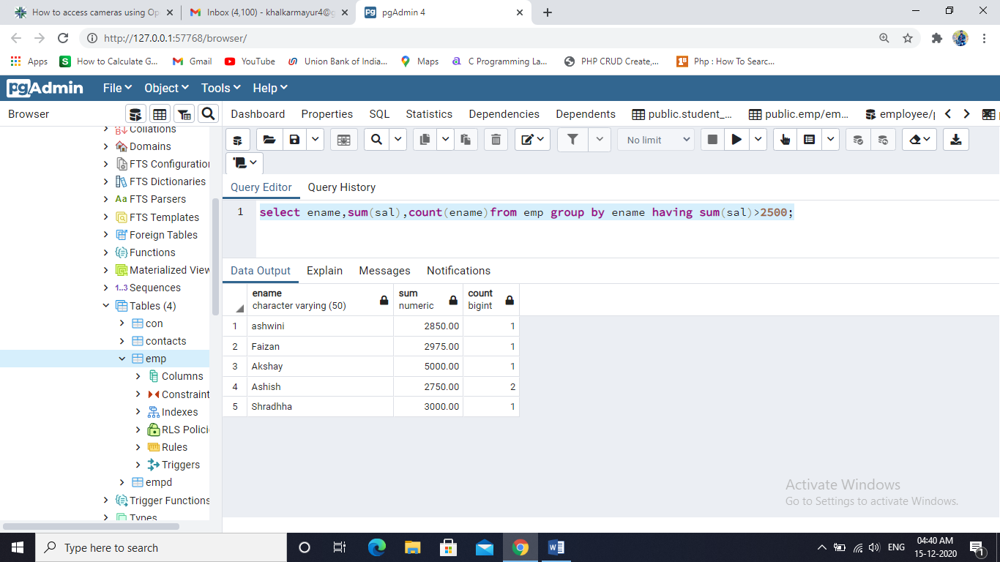 How to access cameras using Op
Inbox (4,100) - khalkarmayur4@g
pgAdmin 4
http://127.0.0.1:57768/browser/
Apps
How to Calculate G...
Gmail
YouTube
Union Bank of India...
Maps
C Programming La...
PHP CRUD Create,...
Php : How To Searc...
pgAdmin
File
Object
Tools
Help
Browser
Dashboard
Properties
SQL
Statistics
Dependencies
Dependents
public.student_...
public.emp/em...
employee/
No limit
Query Editor
Query History
1 select ename,sum(sal),count(ename)from emp group by ename having sum(sal)>2500;
Collations
Domains
FTS Configuration
FTS Dictionaries
Aa FTS Parsers
FTS Templates
Foreign Tables
Functions
Materialized View
1..3 Sequences
Tables (4)
con
contacts
emp
Columns
Constraint
Indexes
RLS Polici
Rules
Triggers
empd
Trigger Functions
Types
Data Output
Explain
Messages
Notifications
ename
character varying (50)
sum
numeric
count
bigint
1 ashwini 2850.00 1
2 Faizan 2975.00 1
3 Akshay 5000.00 1
4 Ashish 2750.00 2
5 Shradhha 3000.00 1
Activate Windows
Go to Settings to activate Windows.
Type here to search
ENG
04:40 AM
15-12-2020
1